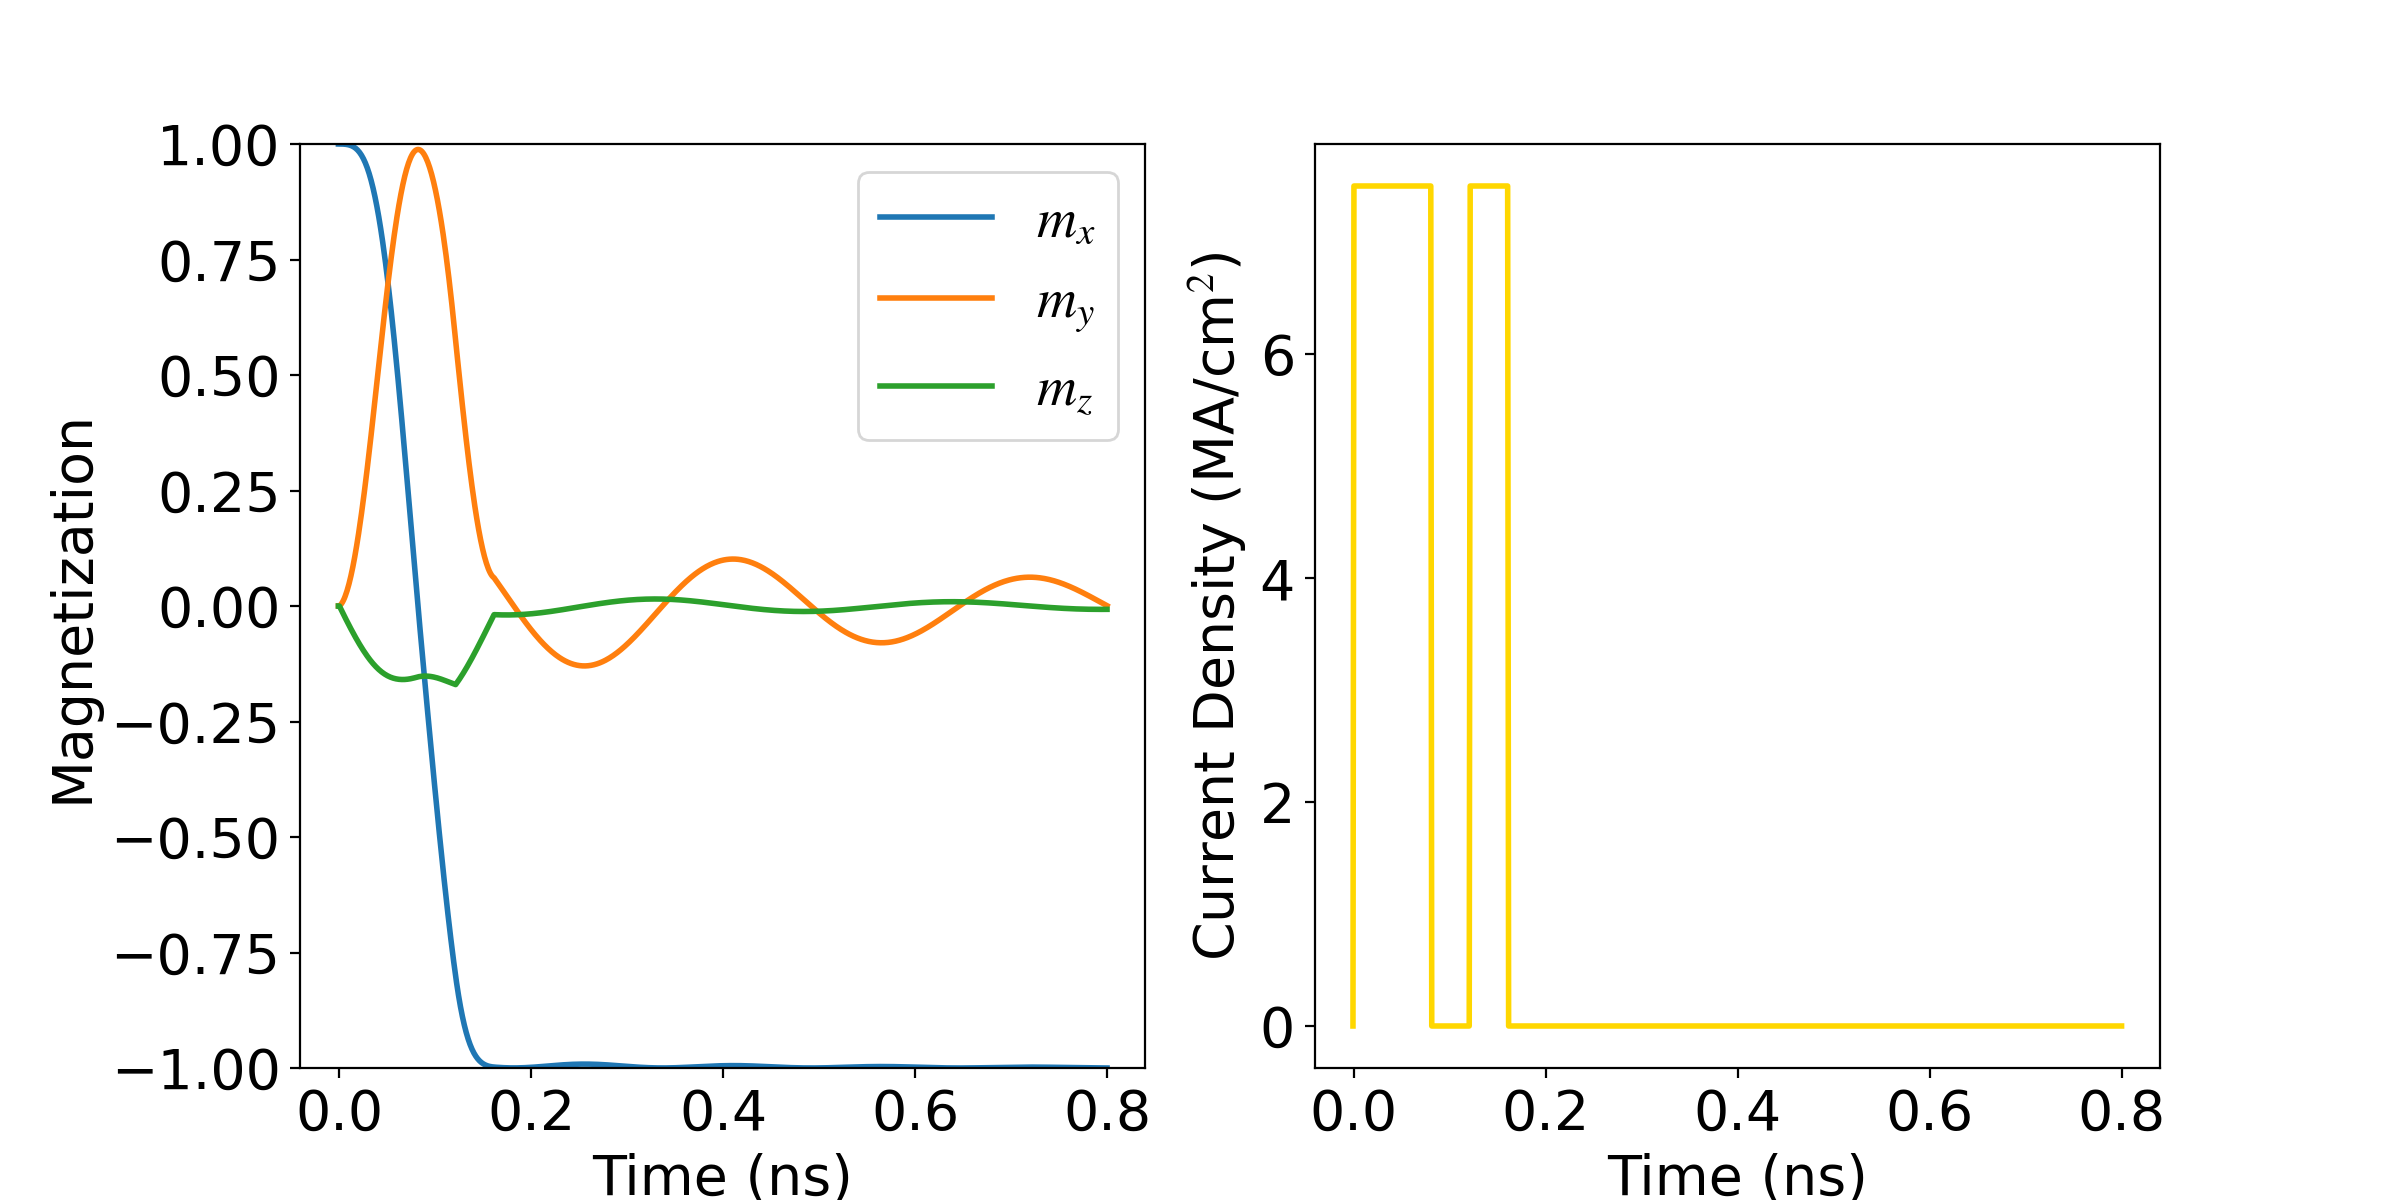 Magnetization
1.00
0.75
0.50
0.25
0.00
−0.25
−0.50
−0.75
−1.00
0.0 0.2 0.4 0.6 0.8
Time (ns)
m_x
m_y
m_z
Current Density (MA/cm²)
6
4
2
0
0.0 0.2 0.4 0.6 0.8
Time (ns)